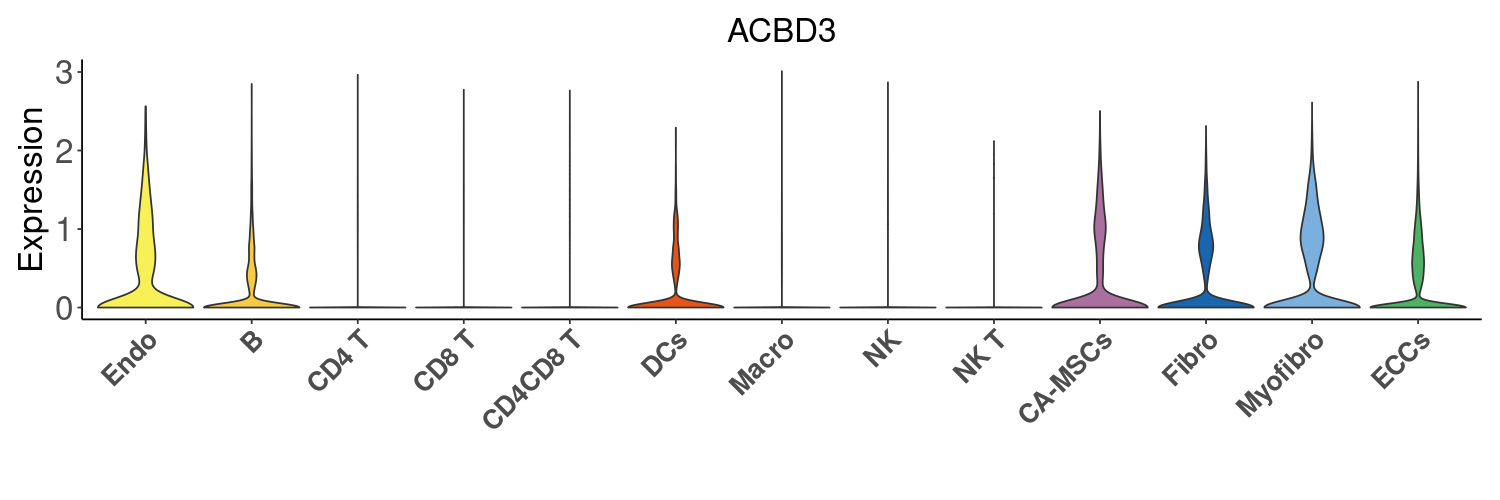 ACBD3
Expression
3
2
1
0
Endo
B
CD4 T
CD8 T
CD4CD8 T
DCs
Macro
NK
NK T
CA-MSCs
Fibro
Myofibro
ECCs